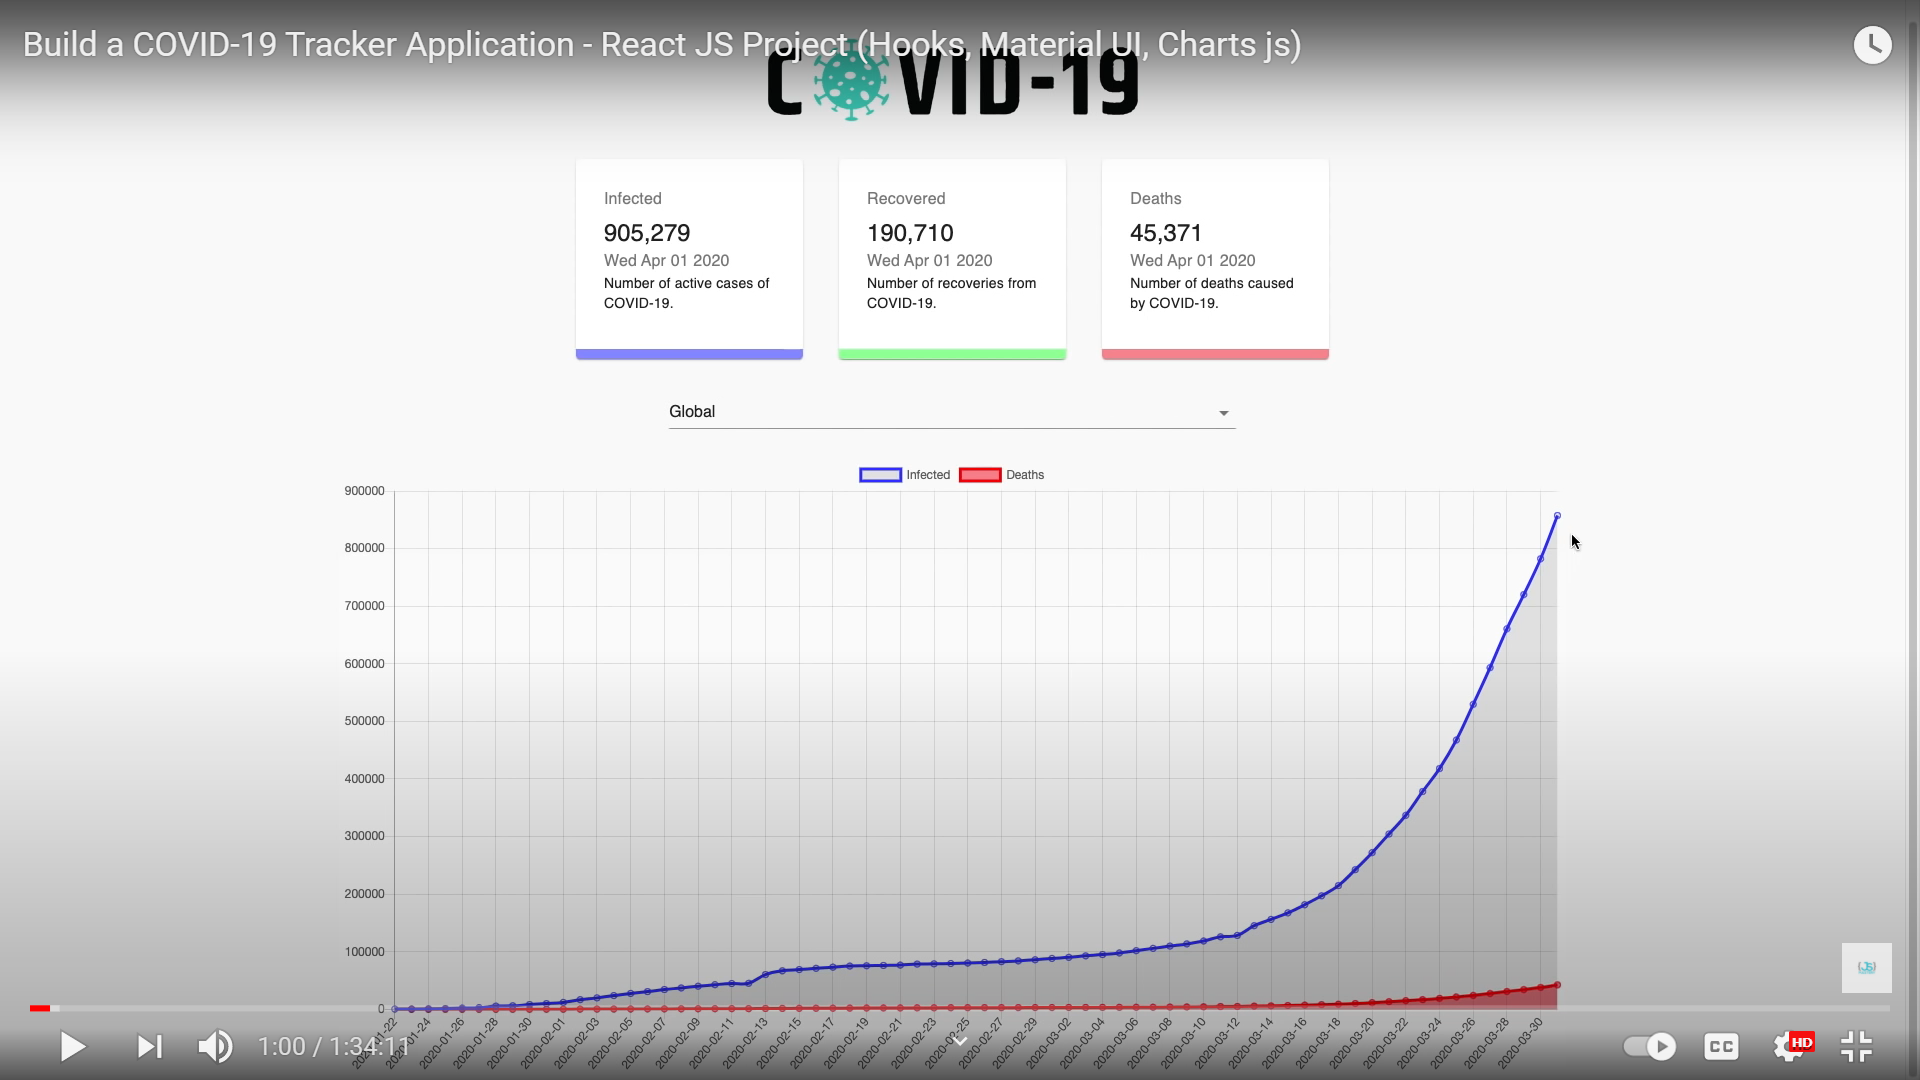 Build a COVID-19 Tracker Application - React JS Project (Hooks, Material UI, Charts js)
COVID-19
Infected
905,279
Wed Apr 01 2020
Number of active cases of
COVID-19.
Recovered
190,710
Wed Apr 01 2020
Number of recoveries from
COVID-19.
Deaths
45,371
Wed Apr 01 2020
Number of deaths caused
by COVID-19.
Global
Infected Deaths
900000
800000
700000
600000
500000
400000
300000
200000
100000
0
2020-01-22 2020-01-24 2020-01-26 2020-01-28 2020-01-30 2020-02-01 2020-02-03 2020-02-05 2020-02-07 2020-02-09 2020-02-11 2020-02-13 2020-02-15 2020-02-17 2020-02-19 2020-02-21 2020-02-23 2020-02-25 2020-02-27 2020-02-29 2020-03-02 2020-03-04 2020-03-06 2020-03-08 2020-03-10 2020-03-12 2020-03-14 2020-03-16 2020-03-18 2020-03-20 2020-03-22 2020-03-24 2020-03-26 2020-03-28 2020-03-30
JS
1:00 / 1:34:11
CC
HD